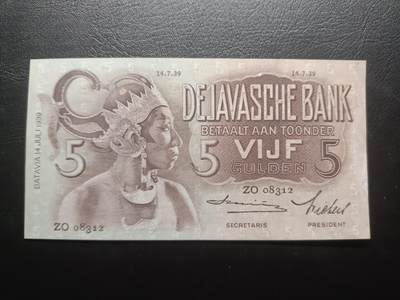 14.7.39 14.7.39
DE JAVASCHE BANK
BETAALT AAN TOONDER
5 5 VIJF 5
GULDEN
BATAVIA 14 JULI 1939
ZO 08312
ZO 08312
SECRETARIS PRESIDENT